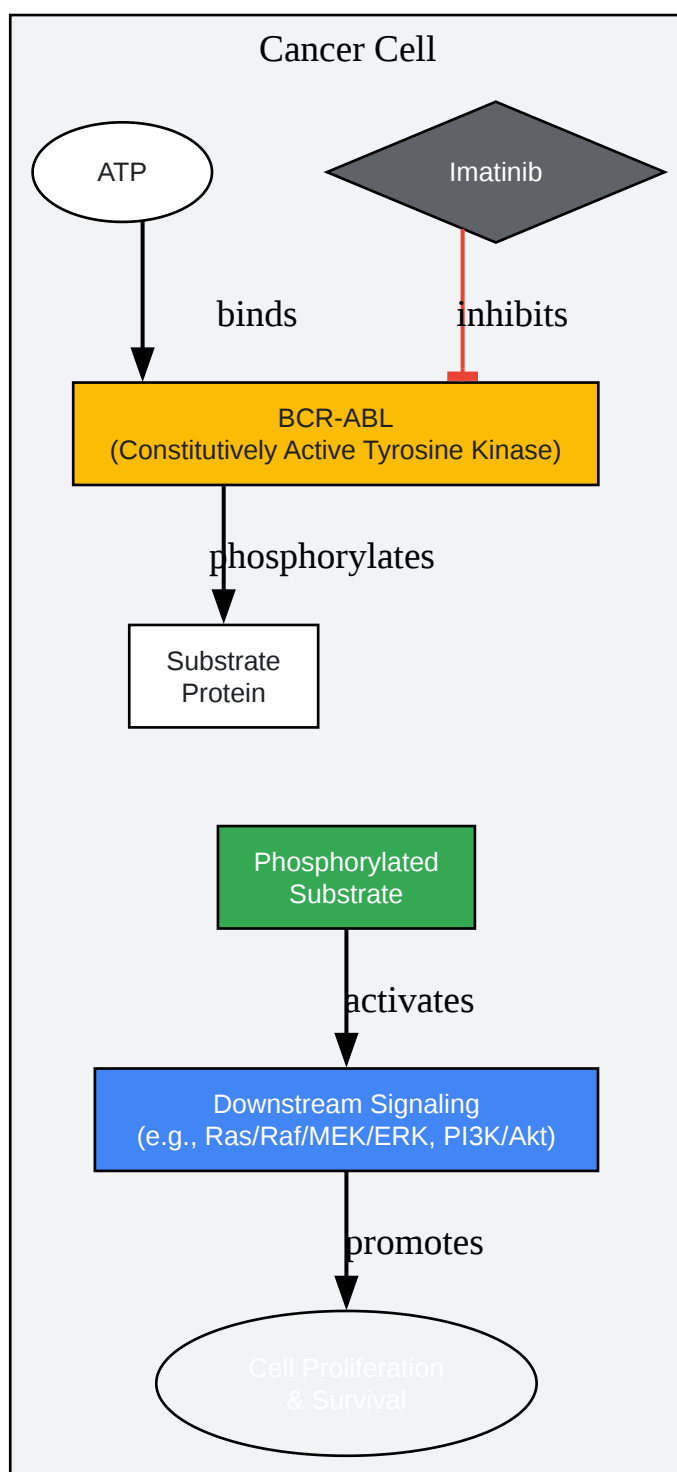 Cancer Cell
ATP
Imatinib
binds
inhibits
BCR-ABL
(Constitutively Active Tyrosine Kinase)
phosphorylates
Substrate
Protein
Phosphorylated
Substrate
activates
Downstream Signaling
(e.g., Ras/Raf/MEK/ERK, PI3K/Akt)
promotes
Cell Proliferation
& Survival